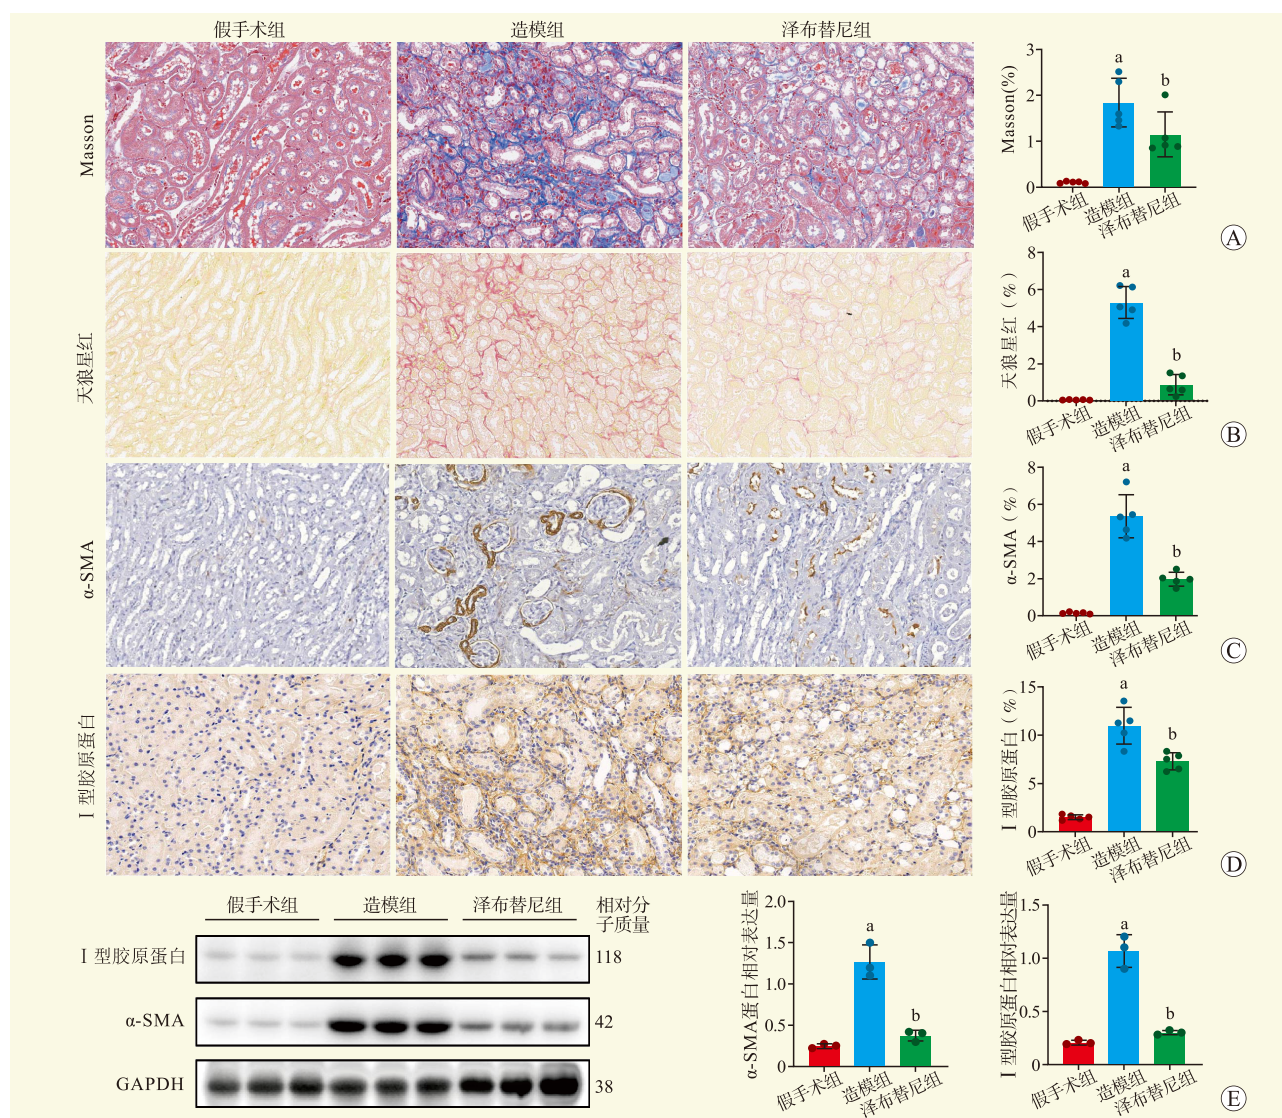 假手术组 造模组 泽布替尼组
Masson
Masson(%)
3
2
1
0
a
b
假手术组 造模组 泽布替尼组
A
天狼星红
天狼星红（%）
8
6
4
2
0
a
b
假手术组 造模组 泽布替尼组
B
α-SMA
α-SMA（%）
8
6
4
2
0
a
b
假手术组 造模组 泽布替尼组
C
Ⅰ型胶原蛋白
Ⅰ型胶原蛋白（%）
15
10
5
0
a
b
假手术组 造模组 泽布替尼组
D
假手术组 造模组 泽布替尼组 相对分
子质量
Ⅰ型胶原蛋白 118
α-SMA 42
GAPDH 38
α-SMA蛋白相对表达量
2.0
1.5
1.0
0.5
0
a
b
假手术组 造模组 泽布替尼组
Ⅰ型胶原蛋白相对表达量
1.5
1.0
0.5
0
a
b
假手术组 造模组 泽布替尼组
E